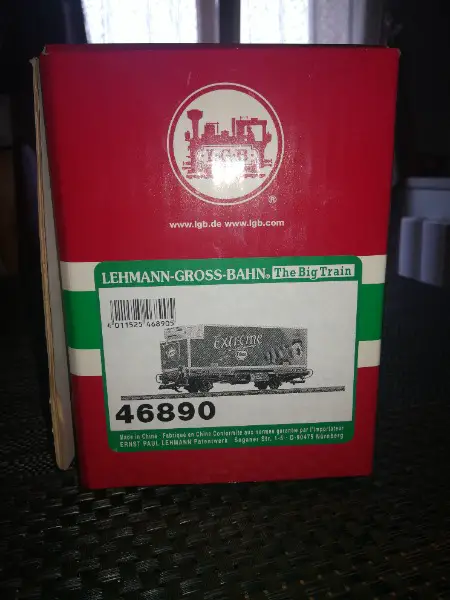 LGB
®
www.lgb.de www.lgb.com
LEHMANN-GROSS-BAHN® The Big Train
4 011525 468905
Extreme
46890
Made in China Fabriqué en Chine Conformité aux normes garantie par l'importateur
ERNST PAUL LEHMANN Patentwerk · Saganer Str. 1-5 · D-90475 Nürnberg